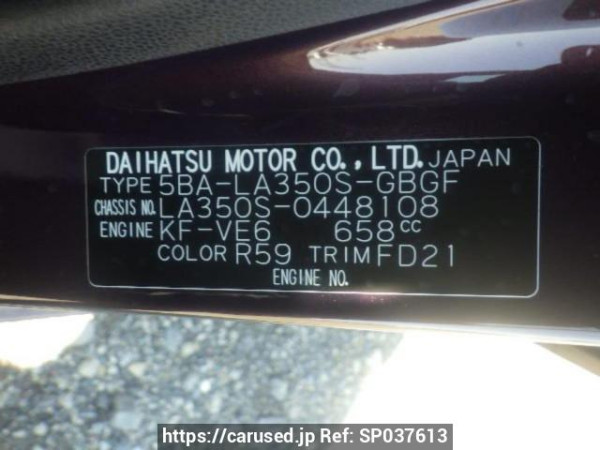 DAIHATSU MOTOR CO., LTD. JAPAN
TYPE 5BA-LA350S-GBGF
CHASSIS NO. LA350S-0448108
ENGINE KF-VE6 658cc
COLOR R59 TRIM FD21
ENGINE NO.
https://carused.jp Ref: SP037613